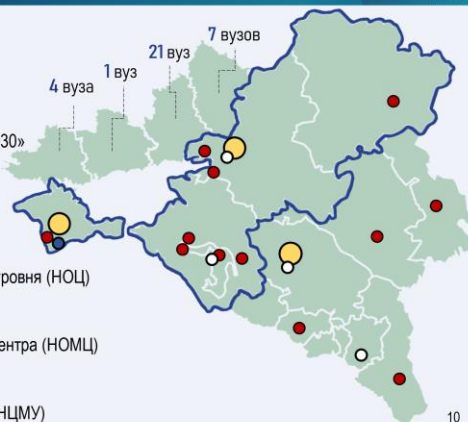 7 вузов
21 вуз
1 вуз
4 вуза
30»
ровня (НОЦ)
ентра (НОМЦ)
НЦМУ)
10